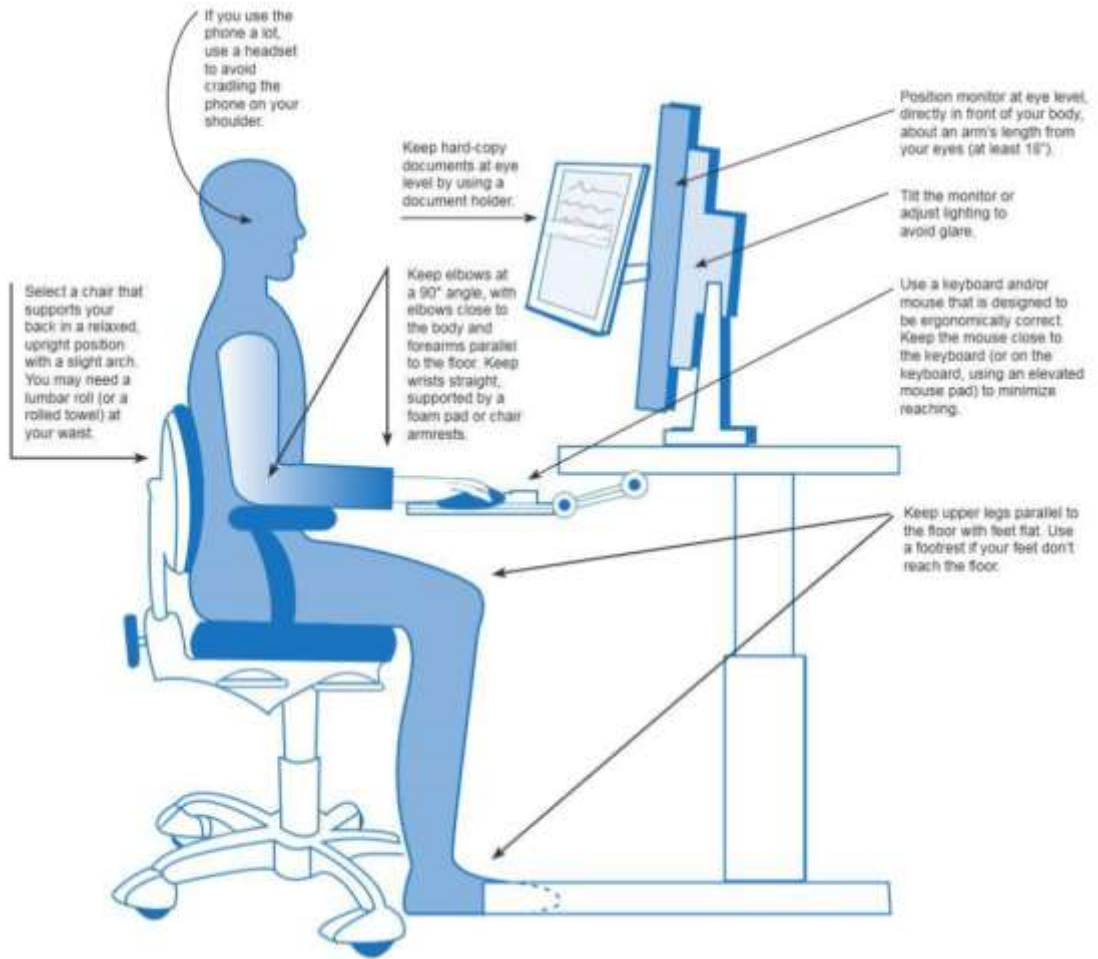 If you use the
phone a lot,
use a headset
to avoid
cradling the
phone on your
shoulder.
Keep hard-copy
documents at eye
level by using a
document holder.
Position monitor at eye level,
directly in front of your body,
about an arm's length from
your eyes (at least 18").
Tilt the monitor or
adjust lighting to
avoid glare.
Select a chair that
supports your
back in a relaxed,
upright position
with a slight arch.
You may need a
lumbar roll (or a
rolled towel) at
your waist.
Keep elbows at
a 90° angle, with
elbows close to
the body and
forearms parallel
to the floor. Keep
wrists straight,
supported by a
foam pad or chair
armrests.
Use a keyboard and/or
mouse that is designed to
be ergonomically correct.
Keep the mouse close to
the keyboard (or on the
keyboard, using an elevated
mouse pad) to minimize
reaching.
Keep upper legs parallel to
the floor with feet flat. Use
a footrest if your feet don't
reach the floor.